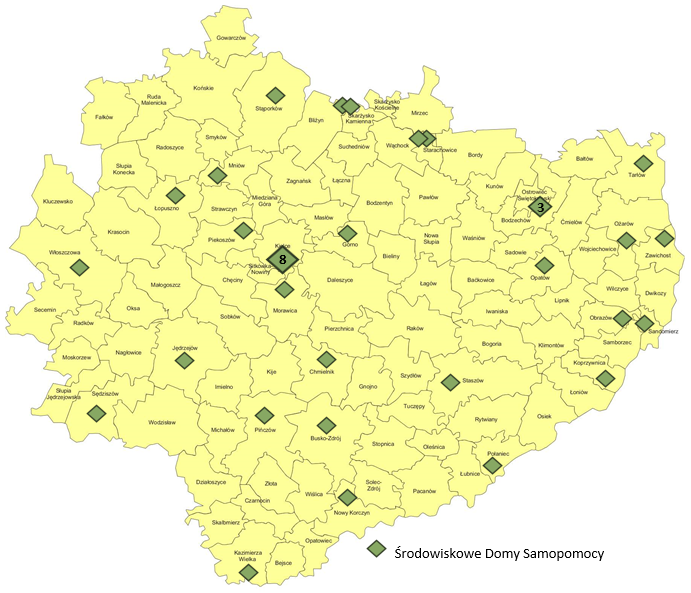 Gowarczów
Końskie
Ruda
Malenicka
Stąporków
Fałków
Bliżyn
Skarżysko
Kościelne
Skarżysko
Kamienna
Mirzec
Smyków
Radoszyce
Suchedniów
Wąchock
Starachowice
Brody
Bałtów
Tarłów
Słupia
Konecka
Mniów
Zagnańsk
Łączna
Kunów
Ostrowiec
Kluczewsko
Łopuszno
Strawczyn
Miedziana
Góra
Masłów
Bodzentyn
Pawłów
3
Bodzechów
Ćmielów
Ożarów
Krasocin
Piekoszów
Kielce
Górno
Nowa
Słupia
Waśniów
Sadowie
Wojciechowice
Zawichost
Włoszczowa
8
Sitkówka-
Nowiny
Bieliny
Opatów
Małogoszcz
Chęciny
Daleszyce
Łagów
Baćkowice
Wilczyce
Dwikozy
Secemin
Oksa
Sobków
Morawica
Iwaniska
Lipnik
Radków
Pierzchnica
Raków
Obrazów
Sandomierz
Moskorzew
Nagłowice
Jędrzejów
Bogoria
Klimontów
Samborzec
Kije
Chmielnik
Szydłów
Staszów
Koprzywnica
Słupia
Jędrzejowska
Sędziszów
Imielno
Gnojno
Łoniów
Wodzisław
Michałów
Pińczów
Busko-Zdrój
Tuczępy
Rytwiany
Osiek
Stopnica
Oleśnica
Połaniec
Działoszyce
Złota
Wiślica
Solec-
Zdrój
Pacanów
Łubnice
Czarnocin
Nowy Korczyn
Skalbmierz
Opatowiec
Kazimierza
Wielka
Bejsce
Środowiskowe Domy Samopomocy